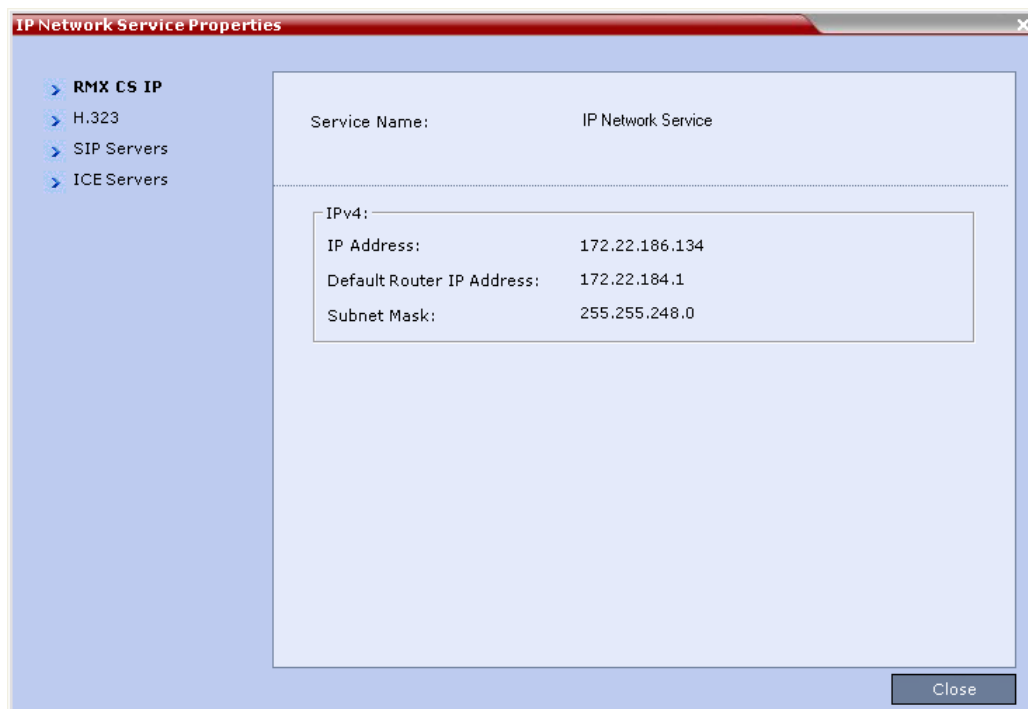 IP Network Service Properties
RMX CS IP
H.323
SIP Servers
ICE Servers
Service Name: IP Network Service
IPv4:
IP Address: 172.22.186.134
Default Router IP Address: 172.22.184.1
Subnet Mask: 255.255.248.0
Close